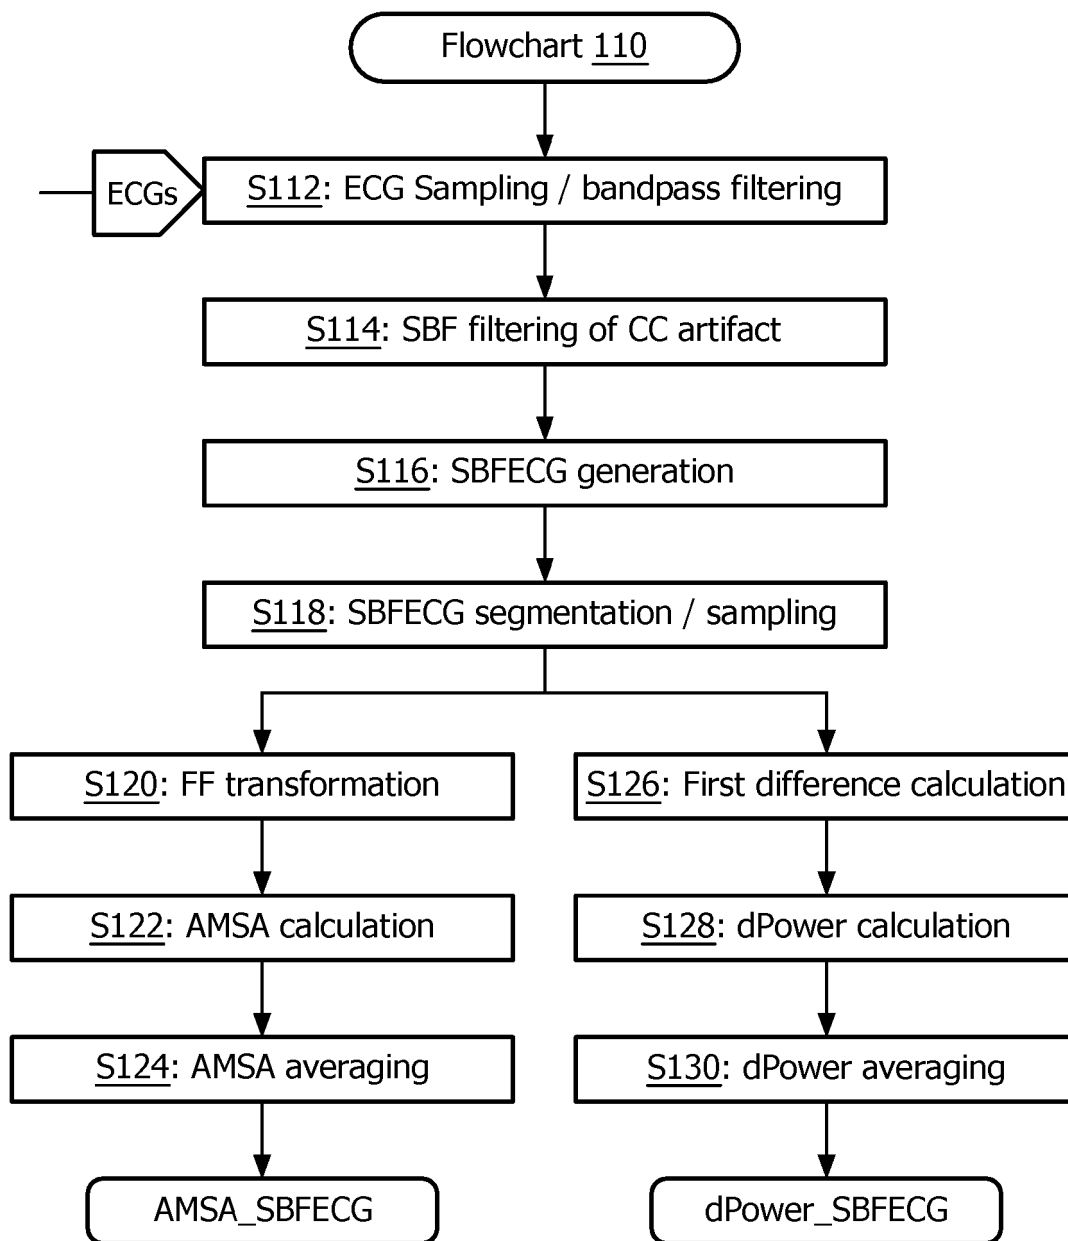 Flowchart 110
ECGs
S112: ECG Sampling / bandpass filtering
S114: SBF filtering of CC artifact
S116: SBFECG generation
S118: SBFECG segmentation / sampling
S120: FF transformation
S122: AMSA calculation
S124: AMSA averaging
AMSA_SBFECG
S126: First difference calculation
S128: dPower calculation
S130: dPower averaging
dPower_SBFECG